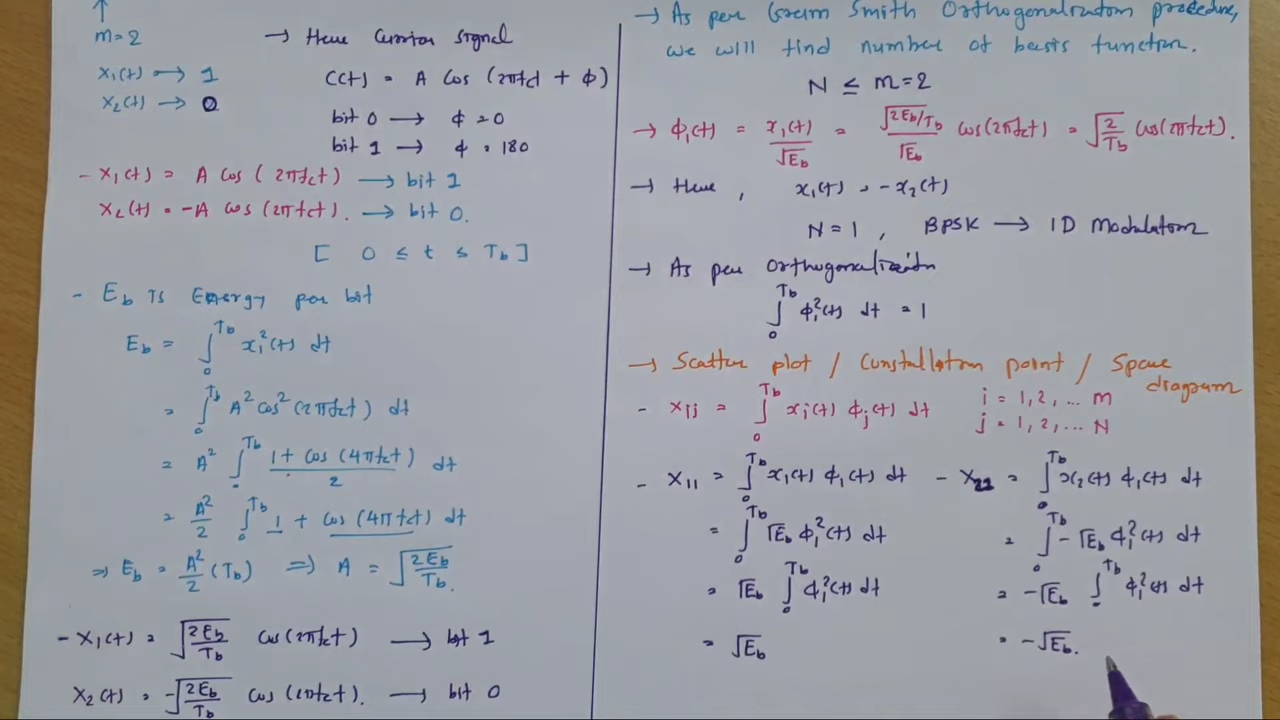 ↑
m = 2
x1(t) → 1
x2(t) → 0
→ Here Carrier signal
C(t) = A Cos (2πfct + φ)
bit 0 → φ = 0
bit 1 → φ = 180
- x1(t) = A Cos (2πfct) → bit 1
x2(t) = -A Cos (2πfct). → bit 0.
[ 0 ≤ t ≤ Tb ]
- Eb Is Energy per bit
Eb = ∫₀^Tb x1²(t) dt
= ∫₀^Tb A² cos² (2πfct) dt
= A² ∫₀^Tb (1 + cos (4πfct))/2 dt
= A²/2 ∫₀^Tb 1 + cos (4πfct) dt
⇒ Eb = A²/2 (Tb) ⇒ A = √(2Eb/Tb).
- x1(t) = √(2Eb/Tb) cos(2πfct) → bit 1
x2(t) = -√(2Eb/Tb) cos(2πfct). → bit 0
→ As per Gram Smith Orthogonalization procedure,
we will find number of basis function.
N ≤ m = 2
→ φ1(t) = x1(t)/√Eb = √(2Eb/Tb)/√Eb cos(2πfct) = √(2/Tb) cos(2πfct).
→ Here, x1(t) = -x2(t)
N = 1, BPSK → 1D Modulation
→ As per Orthogonalization
∫₀^Tb φ1²(t) dt = 1
→ Scatter plot / Constellation point / Space diagram
- xij = ∫₀^Tb xi(t) φj(t) dt i = 1, 2, ... m
j = 1, 2, ... N
- x11 = ∫₀^Tb x1(t) φ1(t) dt
= ∫₀^Tb √Eb φ1²(t) dt
= √Eb ∫₀^Tb φ1²(t) dt
= √Eb
- x21 = ∫₀^Tb x2(t) φ1(t) dt
= ∫₀^Tb -√Eb φ1²(t) dt
= -√Eb ∫₀^Tb φ1²(t) dt
= -√Eb.